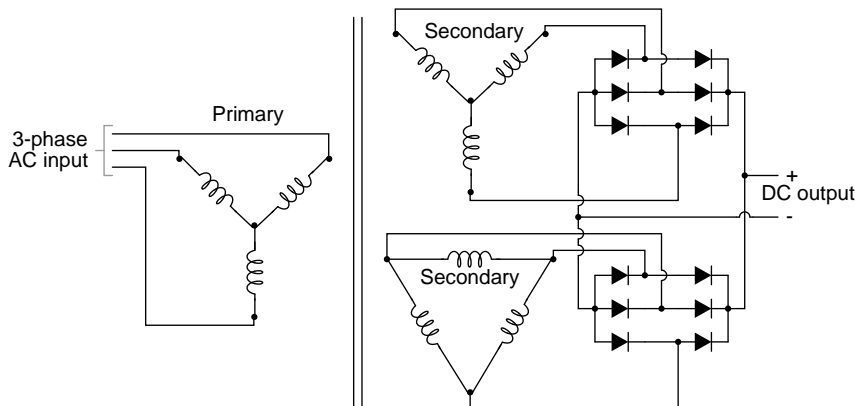 Secondary
Primary
3-phase
AC input
+
DC output
-
Secondary